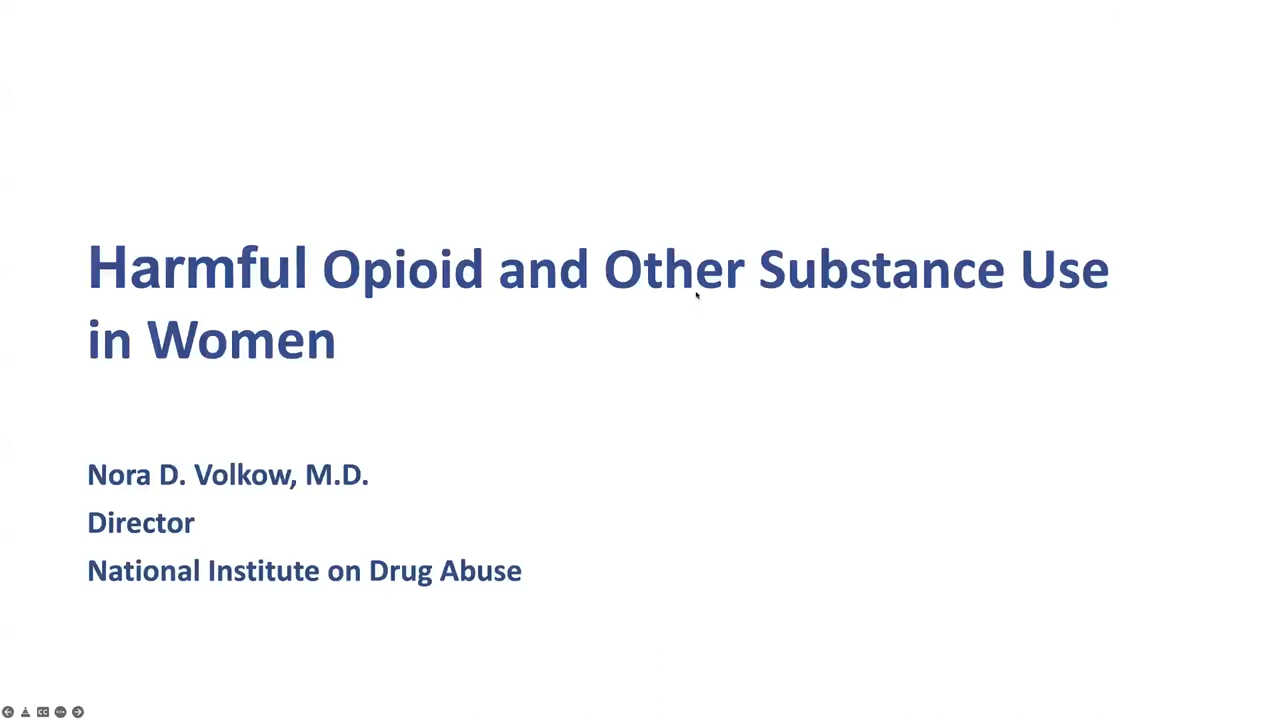 Harmful Opioid and Other Substance Use
in Women
Nora D. Volkow, M.D.
Director
National Institute on Drug Abuse